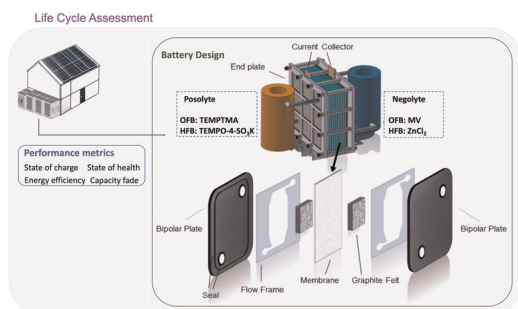 Life Cycle Assessment
Battery Design
Current Collector
End plate
Posolyte
OFB: TEMPTMA
HFB: TEMPO-4-SO₃K
Negolyte
OFB: MV
HFB: ZnCl₂
Performance metrics
State of charge State of health
Energy efficiency Capacity fade
Bipolar Plate
Seal
Flow Frame
Membrane
Graphite Felt
Bipolar Plate